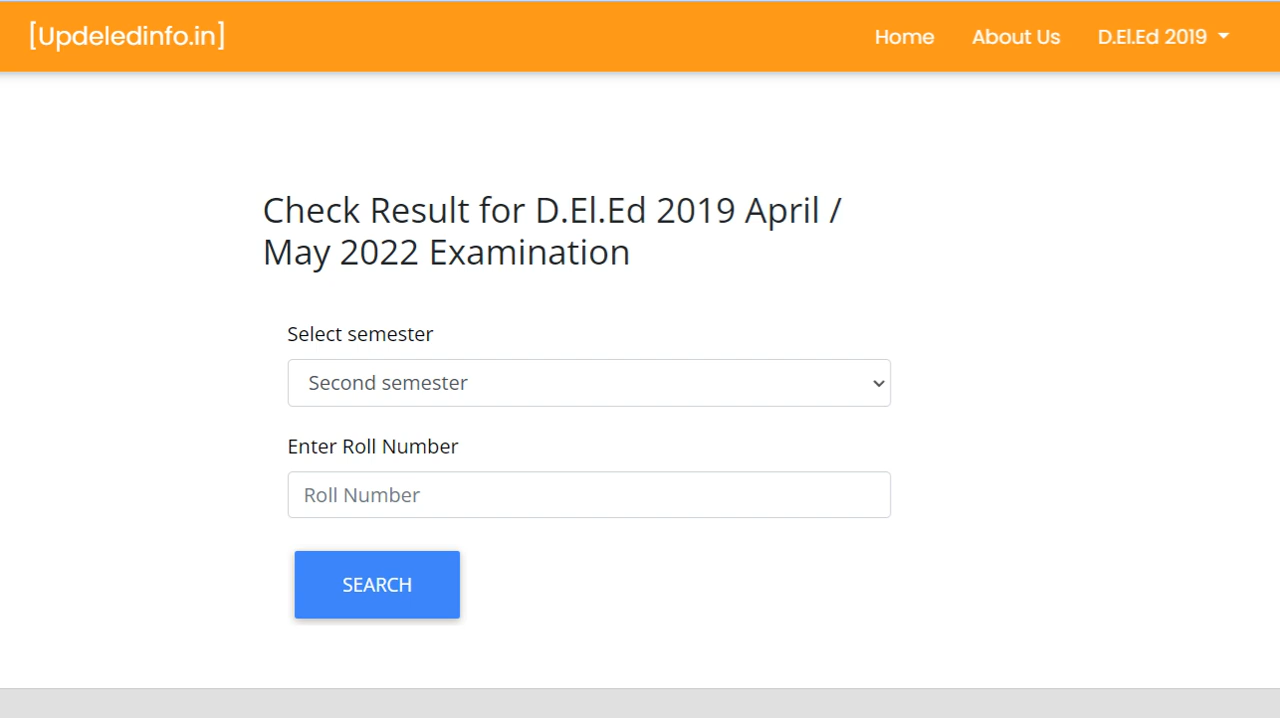 [Updeledinfo.in]
Home About Us D.El.Ed 2019
Check Result for D.El.Ed 2019 April /
May 2022 Examination
Select semester
Second semester
Enter Roll Number
Roll Number
SEARCH